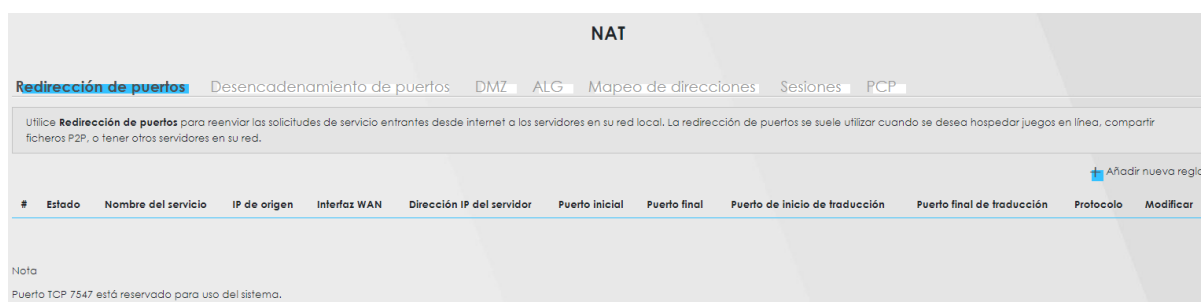 NAT
Redirección de puertos Desencadenamiento de puertos DMZ ALG Mapeo de direcciones Sesiones PCP
Utilice Redirección de puertos para reenviar las solicitudes de servicio entrantes desde internet a los servidores en su red local. La redirección de puertos se suele utilizar cuando se desea hospedar juegos en línea, compartir
ficheros P2P, o tener otros servidores en su red.
+ Añadir nueva regla
# Estado Nombre del servicio IP de origen Interfaz WAN Dirección IP del servidor Puerto inicial Puerto final Puerto de inicio de traducción Puerto final de traducción Protocolo Modificar
Nota
Puerto TCP 7547 está reservado para uso del sistema.